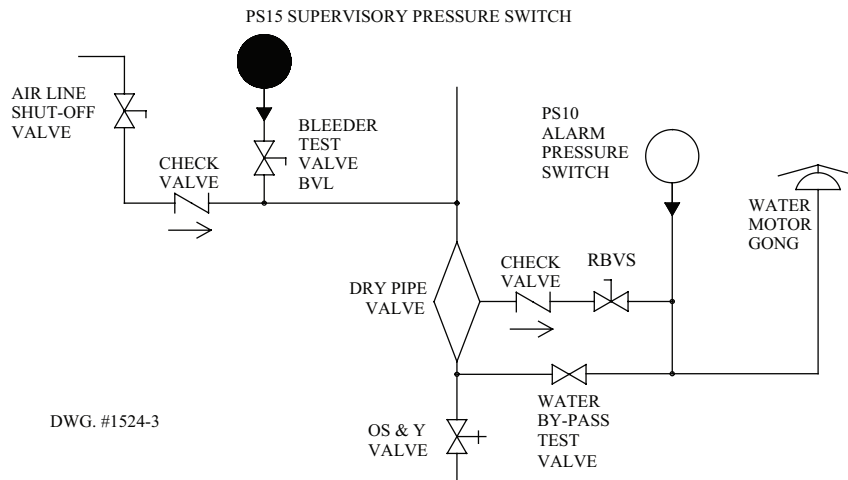 PS15 SUPERVISORY PRESSURE SWITCH
AIR LINE
SHUT-OFF
VALVE
CHECK
VALVE
BLEEDER
TEST
VALVE
BVL
PS10
ALARM
PRESSURE
SWITCH
WATER
MOTOR
GONG
DRY PIPE
VALVE
CHECK
VALVE
RBVS
DWG. #1524-3
OS & Y
VALVE
WATER
BY-PASS
TEST
VALVE